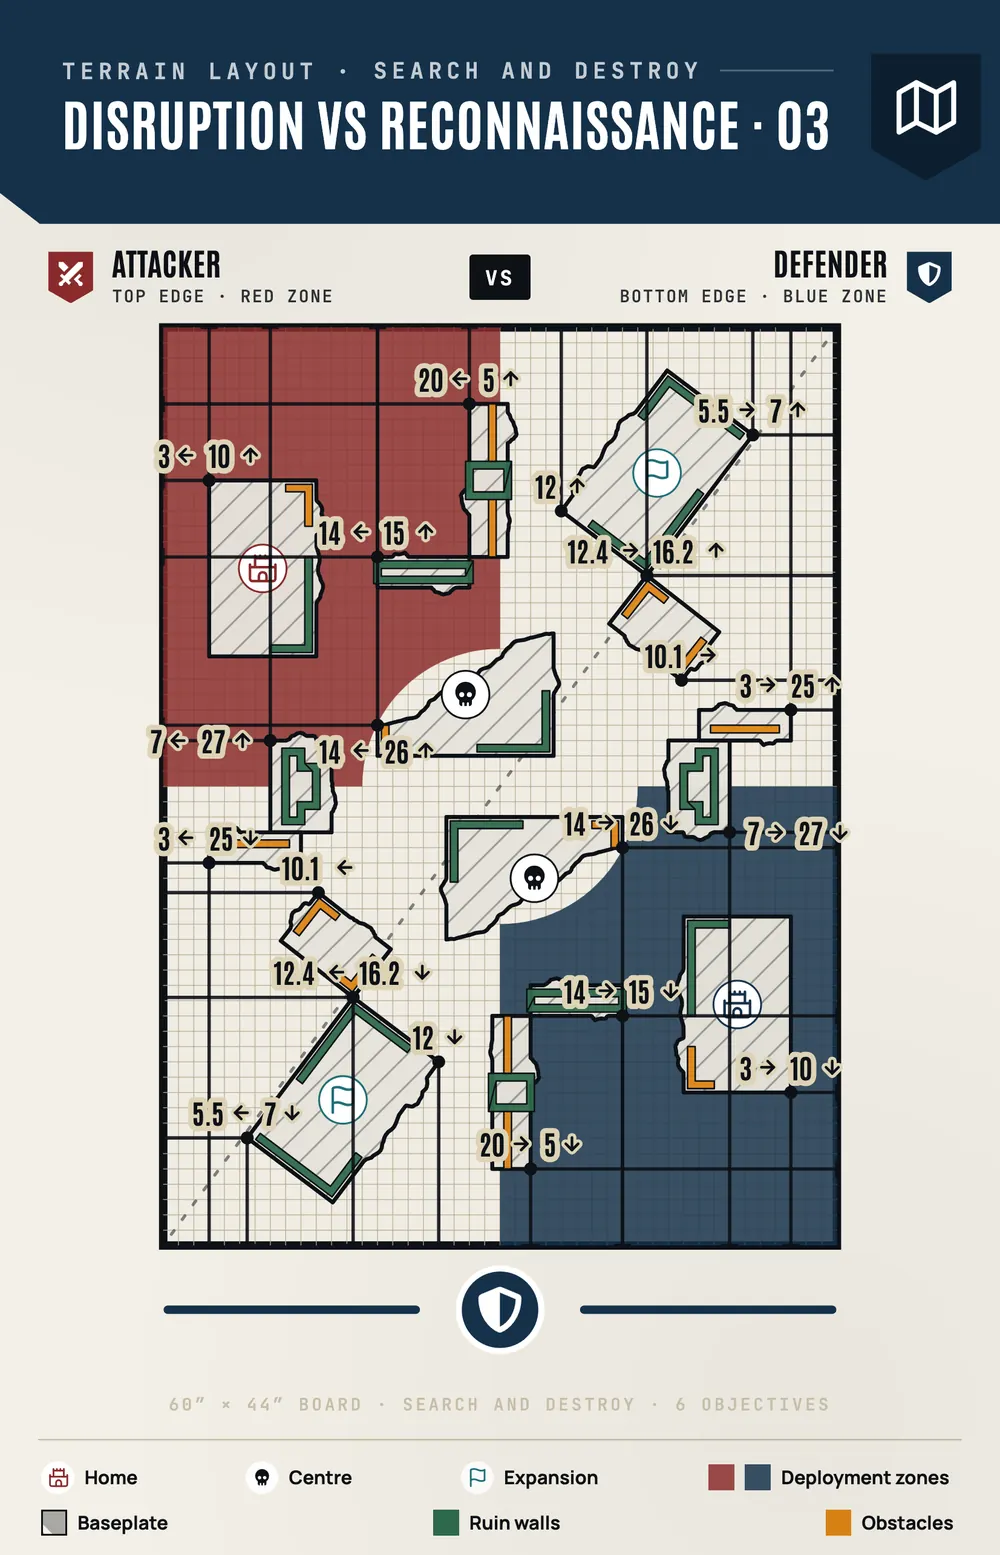 TERRAIN LAYOUT · SEARCH AND DESTROY
DISRUPTION VS RECONNAISSANCE · 03
ATTACKER
TOP EDGE · RED ZONE
VS
DEFENDER
BOTTOM EDGE · BLUE ZONE
20 ← 5 ↑
5.5 → 7 ↑
3 ← 10 ↑
12 ↑
14 ← 15 ↑
12.4 → 16.2 ↑
10.1 →
3 → 25 ↑
7 ← 27 ↑
14 ← 26 ↑
14 → 26 ↓
7 → 27 ↓
3 ← 25 ↓
10.1 ←
12.4 ← 16.2 ↓
14 → 15 ↓
12 ↓
3 → 10 ↓
5.5 ← 7 ↓
20 → 5 ↓
60″ × 44″ BOARD · SEARCH AND DESTROY · 6 OBJECTIVES
Home
Centre
Expansion
Deployment zones
Baseplate
Ruin walls
Obstacles